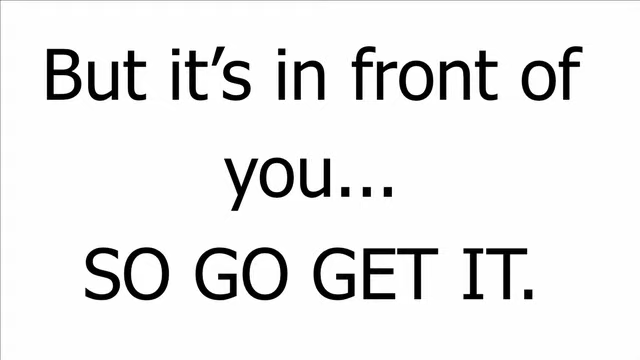 But it’s in front of
you...
SO GO GET IT.